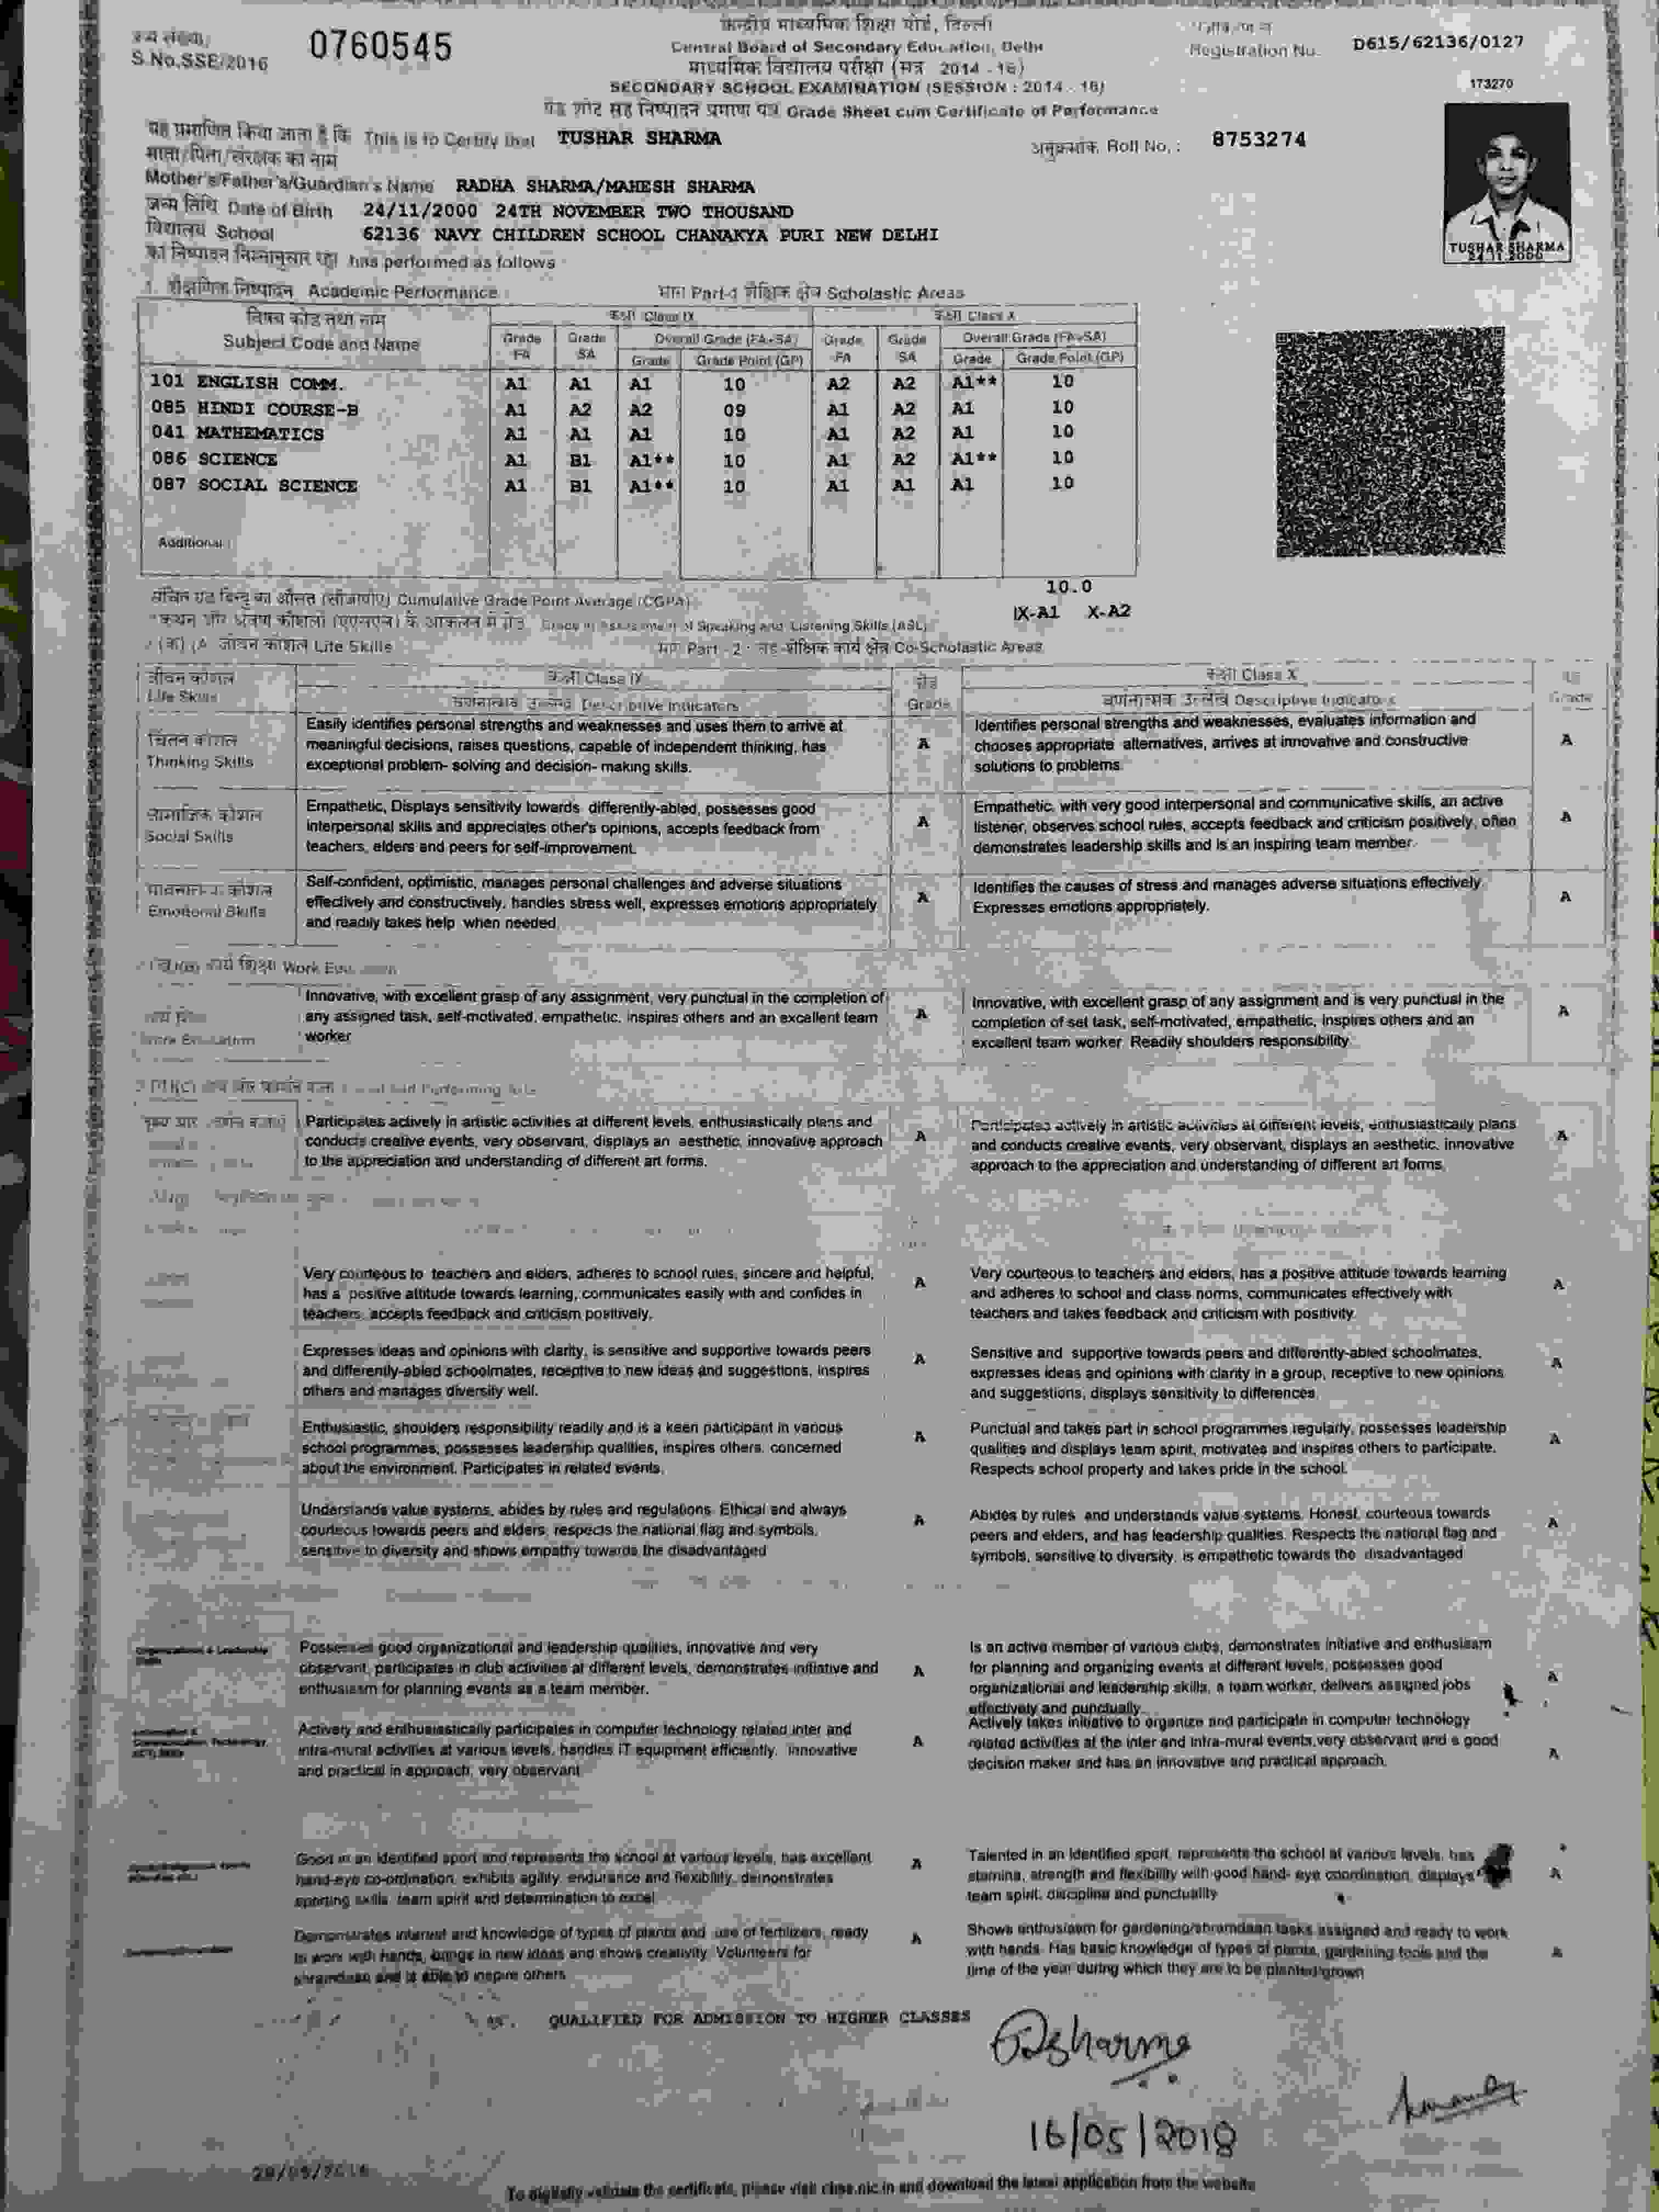 क्रम संख्या/
S.No.SSE/2016 0760545
केन्द्रीय माध्यमिक शिक्षा बोर्ड, दिल्ली
Central Board of Secondary Education, Delhi
Registration No. D615/62136/0127
माध्यमिक विद्यालय परीक्षा (सत्र 2014 - 16)
SECONDARY SCHOOL EXAMINATION (SESSION : 2014 - 16)
173270
ग्रेड शीट सह निष्पादन प्रमाण पत्र Grade Sheet cum Certificate of Performance
यह प्रमाणित किया जाता है कि This is to Certify that TUSHAR SHARMA
अनुक्रमांक Roll No. : 8753274
माता/पिता/संरक्षक का नाम
Mother's/Father's/Guardian's Name RADHA SHARMA/MAHESH SHARMA
जन्म तिथि Date of Birth 24/11/2000 24TH NOVEMBER TWO THOUSAND
विद्यालय School 62136 NAVY CHILDREN SCHOOL CHANAKYA PURI NEW DELHI
TUSHAR SHARMA
24.11.2000
का निष्पादन निम्नानुसार रहा has performed as follows
1. शैक्षणिक निष्पादन Academic Performance भाग Part-1 शैक्षिक क्षेत्र Scholastic Areas
विषय कोड तथा नाम कक्षा Class IX कक्षा Class X
Subject Code and Name Grade FA Grade SA Overall Grade (FA+SA) Grade FA Grade SA Overall Grade (FA+SA)
Grade Grade Point (GP) Grade Grade Point (GP)
101 ENGLISH COMM. A1 A1 A1 10 A2 A2 A1** 10
085 HINDI COURSE-B A1 A2 A2 09 A1 A2 A1 10
041 MATHEMATICS A1 A1 A1 10 A1 A2 A1 10
086 SCIENCE A1 B1 A1** 10 A1 A2 A1** 10
087 SOCIAL SCIENCE A1 B1 A1** 10 A1 A1 A1 10
Additional :
संचित ग्रेड बिन्दु का औसत (सीजीपीए) Cumulative Grade Point Average (CGPA) 10.0
Grade in Assessment of Speaking and Listening Skills (ASL) IX-A1 X-A2
(A) जीवन कौशल Life Skills भाग Part - 2 : सह-शैक्षिक कार्य क्षेत्र Co-Scholastic Areas
जीवन कौशल कक्षा Class IX ग्रेड कक्षा Class X ग्रेड
Life Skills Descriptive Indicators Grade Descriptive Indicators Grade
चिंतन कौशल
Thinking Skills
Easily identifies personal strengths and weaknesses and uses them to arrive at
meaningful decisions, raises questions, capable of independent thinking, has
exceptional problem- solving and decision- making skills.
A
Identifies personal strengths and weaknesses, evaluates information and
chooses appropriate alternatives, arrives at innovative and constructive
solutions to problems.
A
सामाजिक कौशल
Social Skills
Empathetic, Displays sensitivity towards differently-abled, possesses good
interpersonal skills and appreciates other's opinions, accepts feedback from
teachers, elders and peers for self-improvement.
A
Empathetic, with very good interpersonal and communicative skills, an active
listener, observes school rules, accepts feedback and criticism positively, often
demonstrates leadership skills and is an inspiring team member.
A
भावनात्मक कौशल
Emotional Skills
Self-confident, optimistic, manages personal challenges and adverse situations
effectively and constructively, handles stress well, expresses emotions appropriately
and readily takes help when needed
A
Identifies the causes of stress and manages adverse situations effectively.
Expresses emotions appropriately.
A
कार्य शिक्षा Work Education
Work Education
Innovative, with excellent grasp of any assignment, very punctual in the completion of
any assigned task, self-motivated, empathetic, inspires others and an excellent team
worker
A
Innovative, with excellent grasp of any assignment and is very punctual in the
completion of set task, self-motivated, empathetic, inspires others and an
excellent team worker. Readily shoulders responsibility
A
Performing Arts
Participates actively in artistic activities at different levels, enthusiastically plans and
conducts creative events, very observant, displays an aesthetic, innovative approach
to the appreciation and understanding of different art forms.
A
Participates actively in artistic activities at different levels, enthusiastically plans
and conducts creative events, very observant, displays an aesthetic, innovative
approach to the appreciation and understanding of different art forms.
A
Very courteous to teachers and elders, adheres to school rules, sincere and helpful,
has a positive attitude towards learning, communicates easily with and confides in
teachers, accepts feedback and criticism positively.
A
Very courteous to teachers and elders, has a positive attitude towards learning
and adheres to school and class norms, communicates effectively with
teachers and takes feedback and criticism with positivity.
A
Expresses ideas and opinions with clarity, is sensitive and supportive towards peers
and differently-abled schoolmates, receptive to new ideas and suggestions, inspires
others and manages diversity well.
A
Sensitive and supportive towards peers and differently-abled schoolmates,
expresses ideas and opinions with clarity in a group, receptive to new opinions
and suggestions, displays sensitivity to differences
A
Enthusiastic, shoulders responsibility readily and is a keen participant in various
school programmes, possesses leadership qualities, inspires others, concerned
about the environment. Participates in related events.
A
Punctual and takes part in school programmes regularly, possesses leadership
qualities and displays team spirit, motivates and inspires others to participate.
Respects school property and takes pride in the school.
A
Understands value systems, abides by rules and regulations. Ethical and always
courteous towards peers and elders, respects the national flag and symbols,
sensitive to diversity and shows empathy towards the disadvantaged
A
Abides by rules and understands value systems. Honest, courteous towards
peers and elders, and has leadership qualities. Respects the national flag and
symbols, sensitive to diversity, is empathetic towards the disadvantaged
A
Organizational & Leadership
Skills
Possesses good organizational and leadership qualities, innovative and very
observant, participates in club activities at different levels, demonstrates initiative and
enthusiasm for planning events as a team member.
A
Is an active member of various clubs, demonstrates initiative and enthusiasm
for planning and organizing events at different levels, possesses good
organizational and leadership skills, a team worker, delivers assigned jobs
effectively and punctually.
A
Information &
Communication Technology
(ICT) Skills
Actively and enthusiastically participates in computer technology related inter and
intra-mural activities at various levels, handles IT equipment efficiently, innovative
and practical in approach, very observant
A
Actively takes initiative to organize and participate in computer technology
related activities at the inter and intra-mural events,very observant and a good
decision maker and has an innovative and practical approach.
A
Good in an identified sport and represents the school at various levels, has excellent
hand-eye co-ordination, exhibits agility, endurance and flexibility, demonstrates
sporting skills, team spirit and determination to excel
A
Talented in an identified sport, represents the school at various levels, has
stamina, strength and flexibility with good hand- eye coordination, displays
team spirit, discipline and punctuality
A
Demonstrates interest and knowledge of types of plants and use of fertilizers, ready
to work with hands, brings in new ideas and shows creativity. Volunteers for
shramdaan and is able to inspire others
A
Shows enthusiasm for gardening/shramdaan tasks assigned and ready to work
with hands. Has basic knowledge of types of plants, gardening tools and the
time of the year during which they are to be planted/grown
A
QUALIFIED FOR ADMISSION TO HIGHER CLASSES
16/05/2018
28/05/2016
To digitally validate the certificate, please visit cbse.nic.in and download the latest application from the website